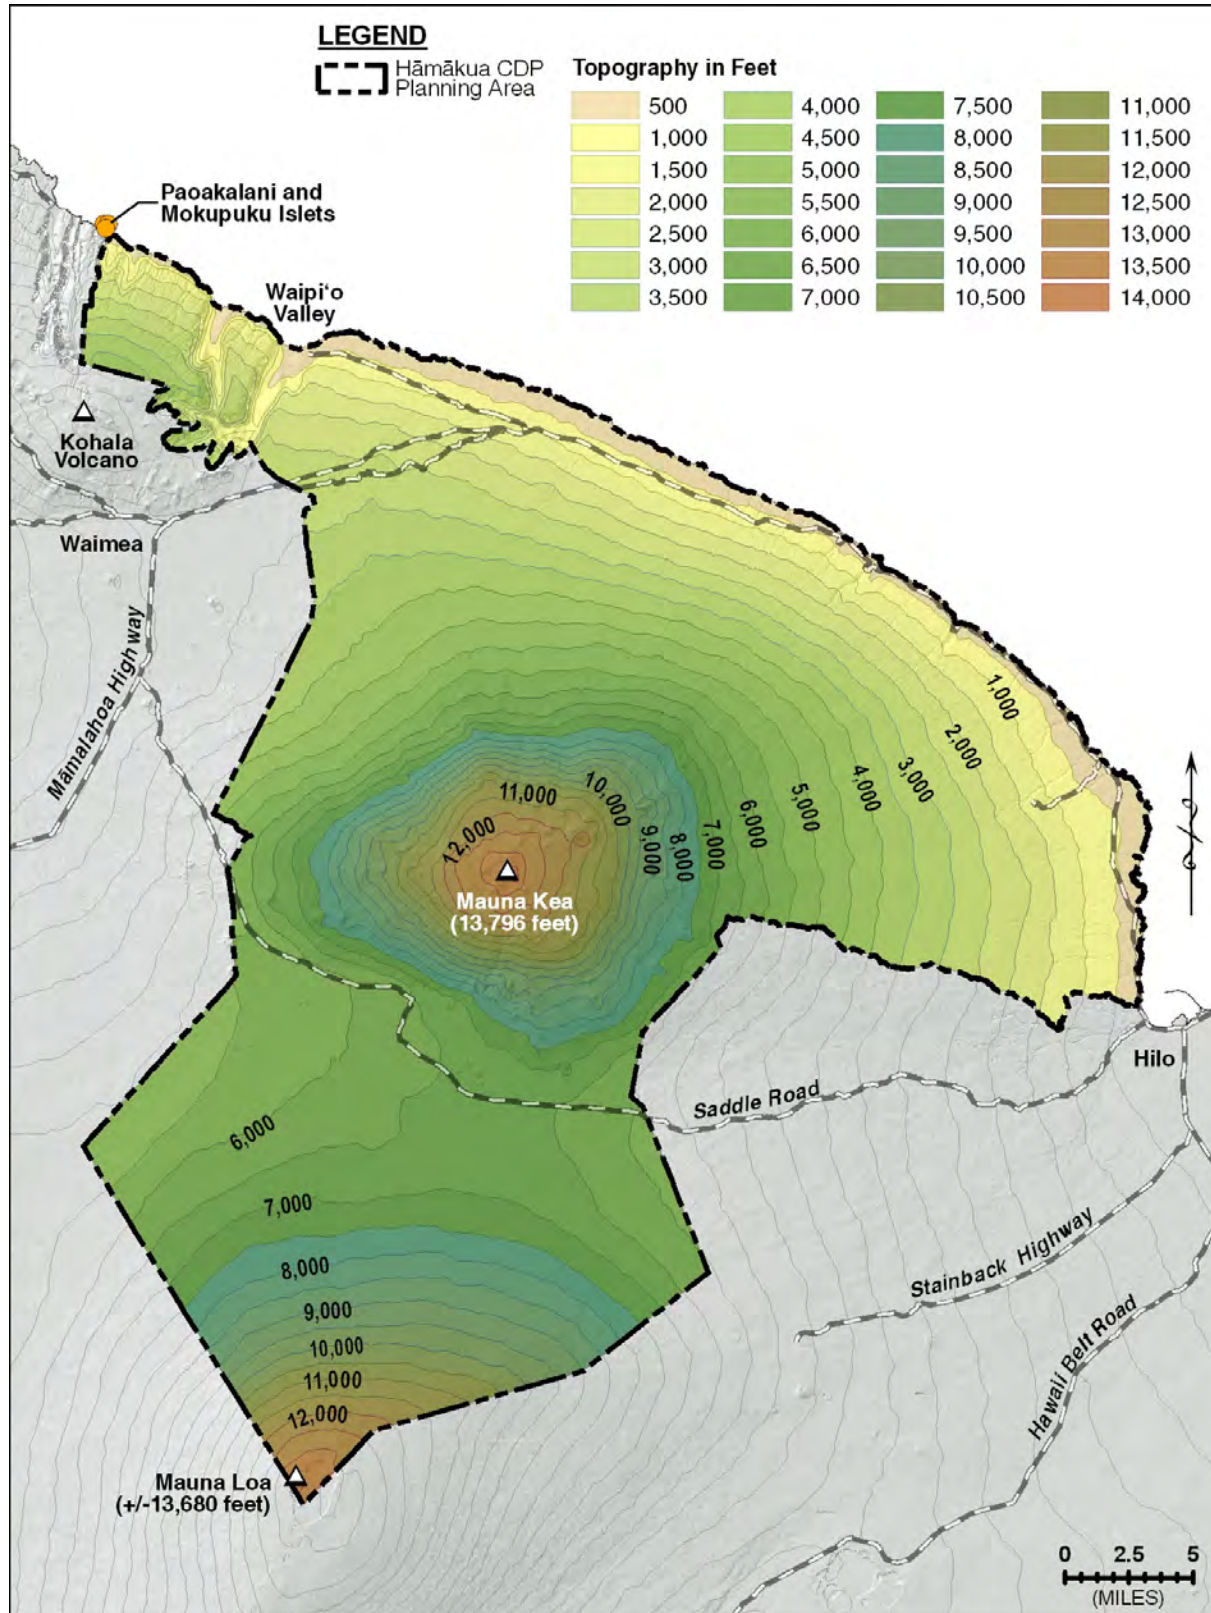 LEGEND
Hāmākua CDP
Planning Area
Topography in Feet
500
1,000
1,500
2,000
2,500
3,000
3,500
4,000
4,500
5,000
5,500
6,000
6,500
7,000
7,500
8,000
8,500
9,000
9,500
10,000
10,500
11,000
11,500
12,000
12,500
13,000
13,500
14,000
Paoakalani and
Mokupuku Islets
Waipi‘o
Valley
Kohala
Volcano
Waimea
Māmalahoa Highway
1,000
2,000
3,000
4,000
5,000
6,000
7,000
8,000
9,000
10,000
11,000
12,000
Mauna Kea
(13,796 feet)
Hilo
Saddle Road
6,000
7,000
8,000
9,000
10,000
11,000
12,000
Stainback Highway
Hawaii Belt Road
Mauna Loa
(+/-13,680 feet)
0 2.5 5
(MILES)